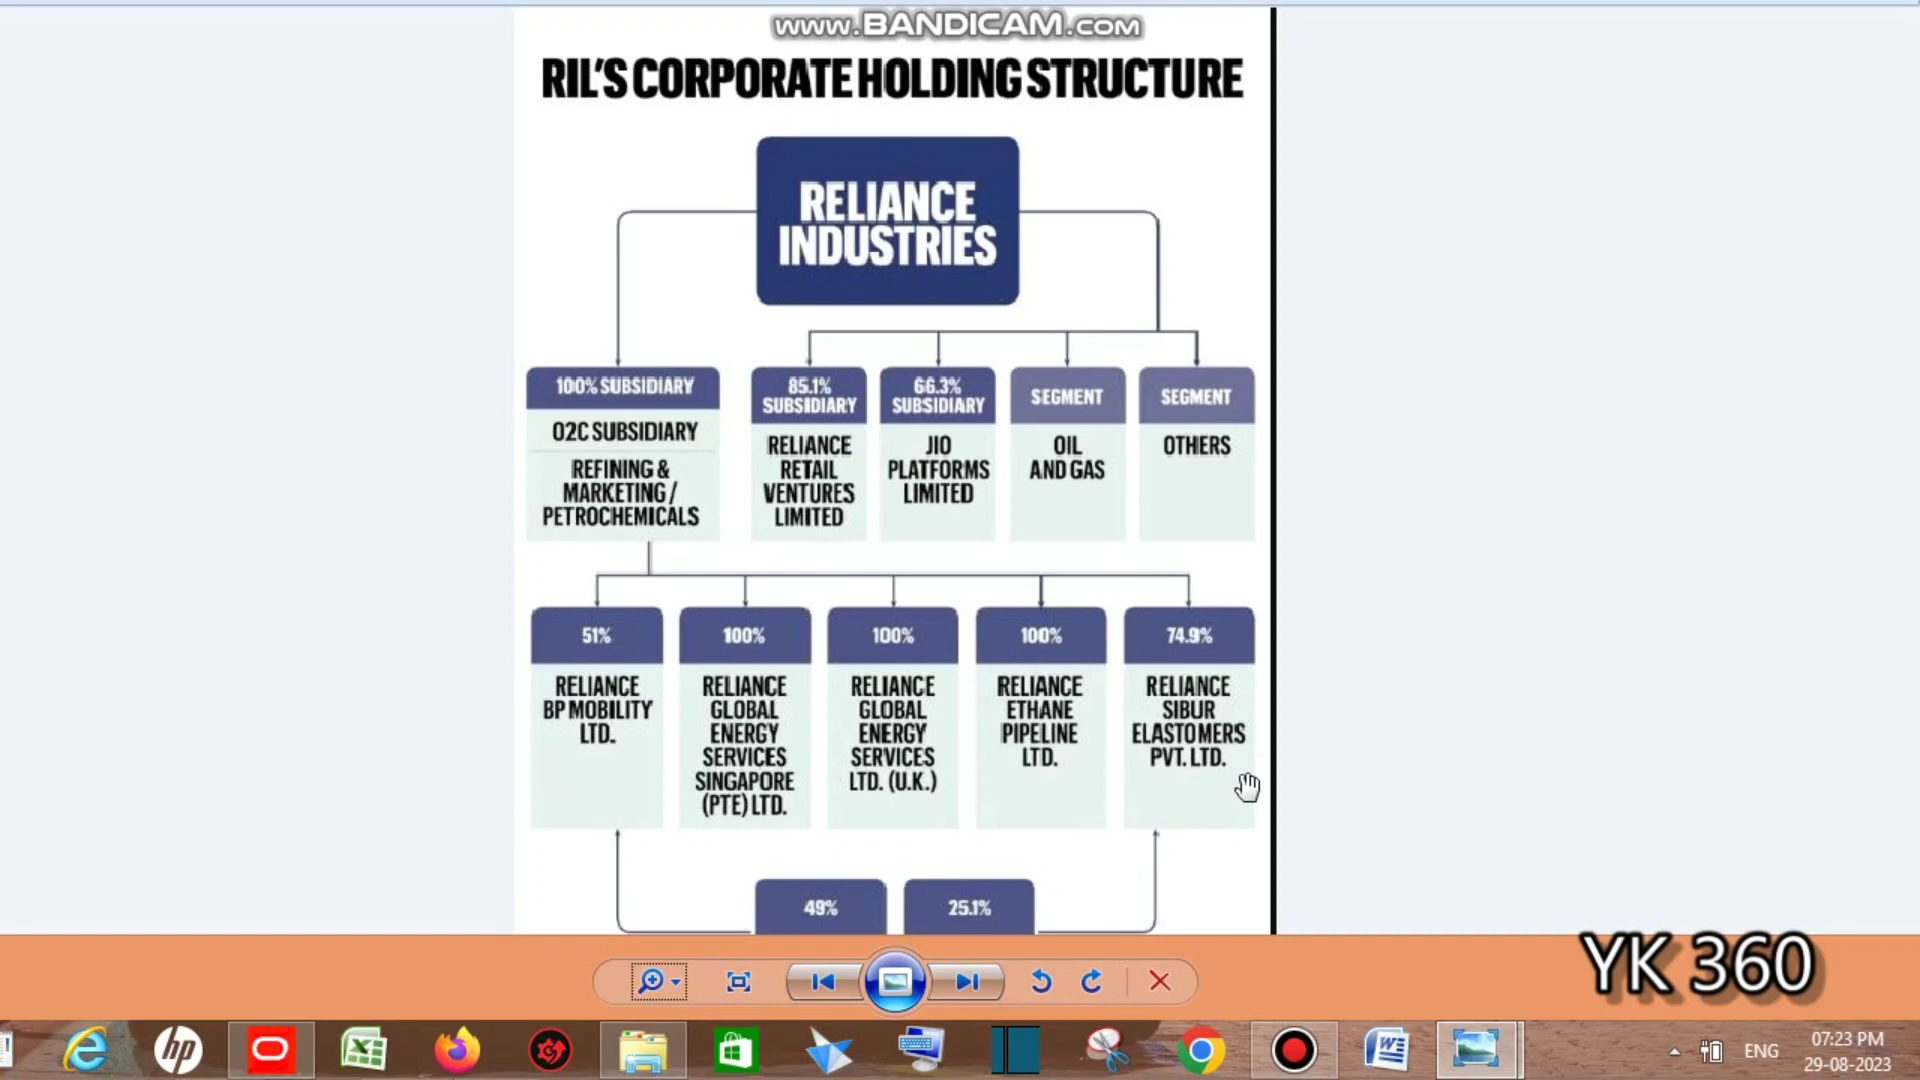 www.BANDICAM.com
RIL'S CORPORATE HOLDING STRUCTURE
RELIANCE
INDUSTRIES
100% SUBSIDIARY
O2C SUBSIDIARY
REFINING &
MARKETING /
PETROCHEMICALS
85.1%
SUBSIDIARY
RELIANCE
RETAIL
VENTURES
LIMITED
66.3%
SUBSIDIARY
JIO
PLATFORMS
LIMITED
SEGMENT
OIL
AND GAS
SEGMENT
OTHERS
51%
RELIANCE
BP MOBILITY
LTD.
100%
RELIANCE
GLOBAL
ENERGY
SERVICES
SINGAPORE
(PTE) LTD.
100%
RELIANCE
GLOBAL
ENERGY
SERVICES
LTD. (U.K.)
100%
RELIANCE
ETHANE
PIPELINE
LTD.
74.9%
RELIANCE
SIBUR
ELASTOMERS
PVT. LTD.
49%
25.1%
YK 360
hp
ENG
07:23 PM
29-08-2023